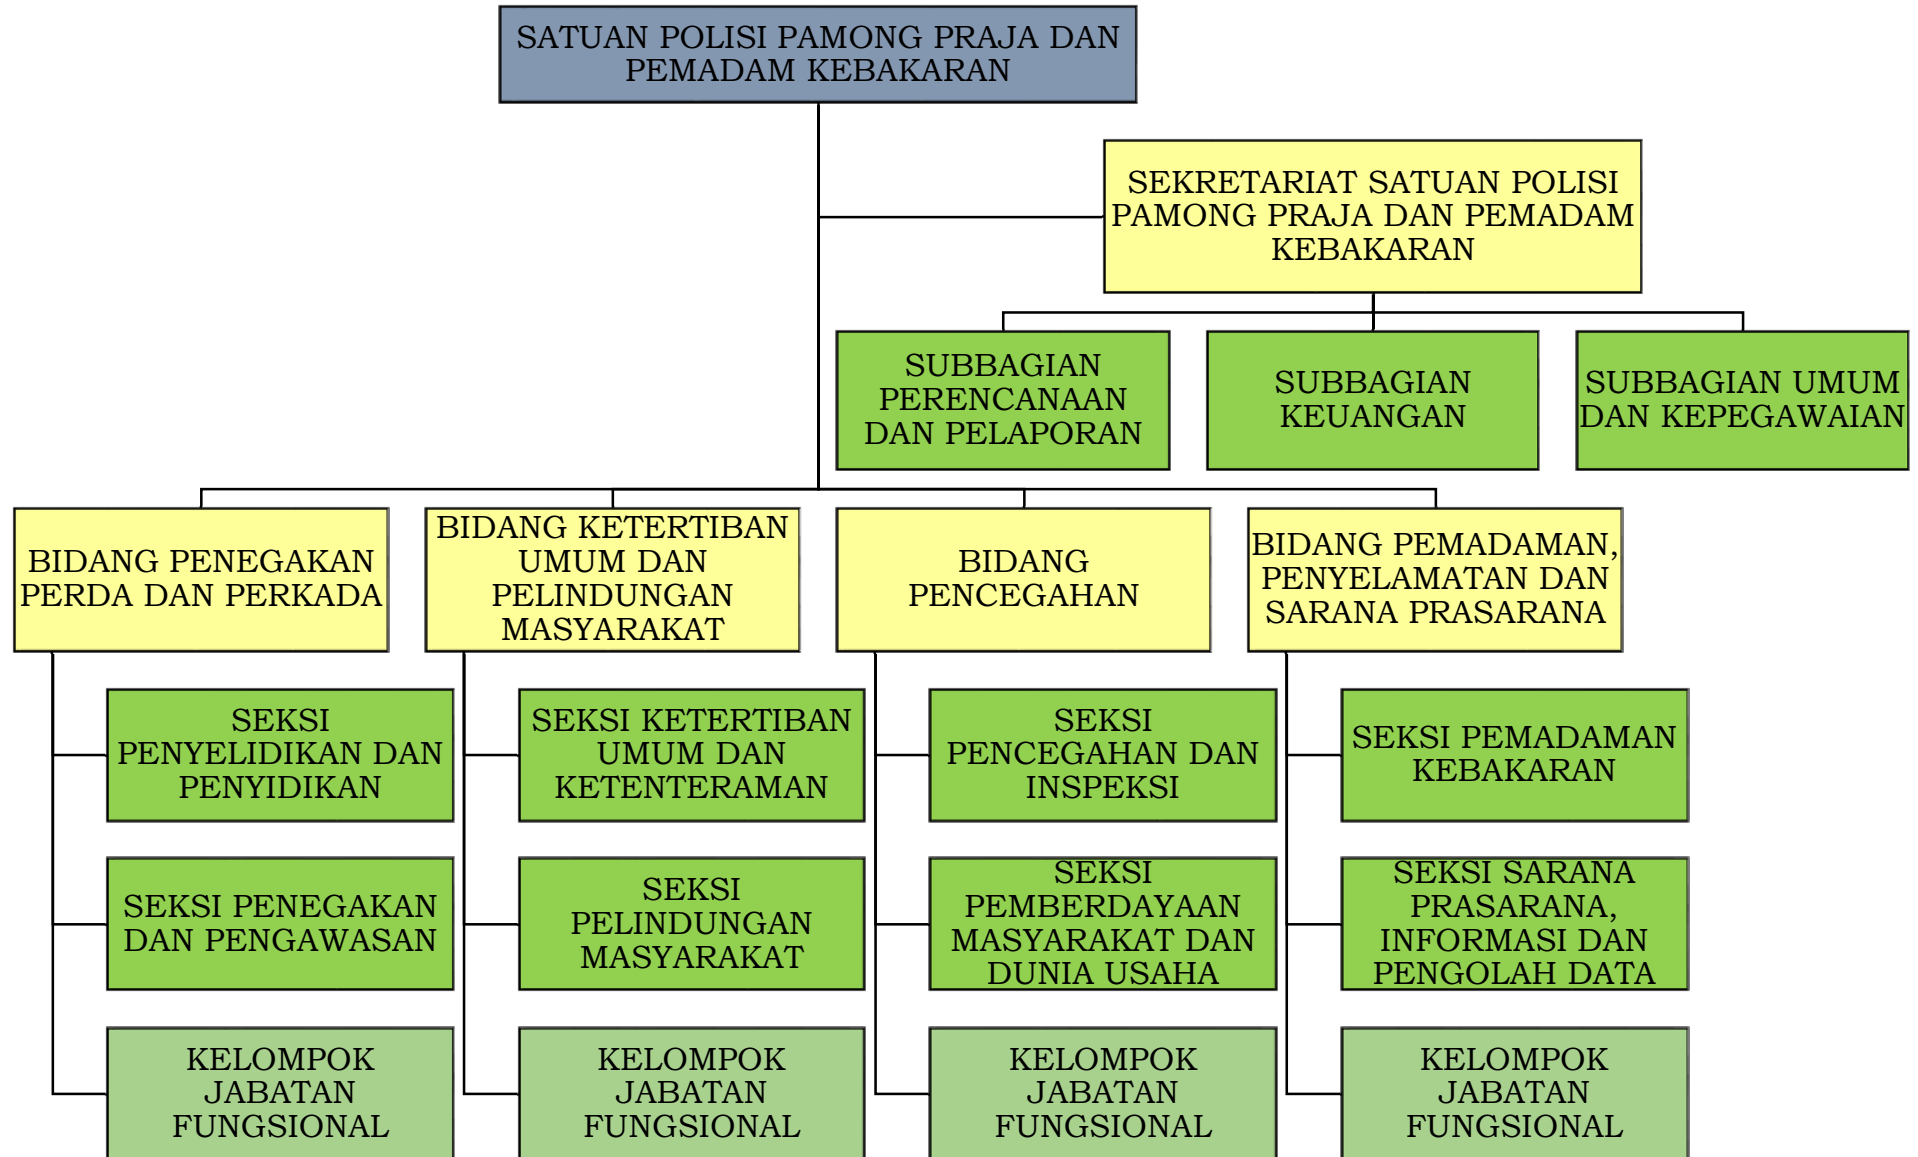 SATUAN POLISI PAMONG PRAJA DAN
PEMADAM KEBAKARAN
SEKRETARIAT SATUAN POLISI
PAMONG PRAJA DAN PEMADAM
KEBAKARAN
SUBBAGIAN
PERENCANAAN
DAN PELAPORAN
SUBBAGIAN
KEUANGAN
SUBBAGIAN UMUM
DAN KEPEGAWAIAN
BIDANG PENEGAKAN
PERDA DAN PERKADA
BIDANG KETERTIBAN
UMUM DAN
PELINDUNGAN
MASYARAKAT
BIDANG
PENCEGAHAN
BIDANG PEMADAMAN,
PENYELAMATAN DAN
SARANA PRASARANA
SEKSI
PENYELIDIKAN DAN
PENYIDIKAN
SEKSI KETERTIBAN
UMUM DAN
KETENTERAMAN
SEKSI
PENCEGAHAN DAN
INSPEKSI
SEKSI PEMADAMAN
KEBAKARAN
SEKSI PENEGAKAN
DAN PENGAWASAN
SEKSI
PELINDUNGAN
MASYARAKAT
SEKSI
PEMBERDAYAAN
MASYARAKAT DAN
DUNIA USAHA
SEKSI SARANA
PRASARANA,
INFORMASI DAN
PENGOLAH DATA
KELOMPOK
JABATAN
FUNGSIONAL
KELOMPOK
JABATAN
FUNGSIONAL
KELOMPOK
JABATAN
FUNGSIONAL
KELOMPOK
JABATAN
FUNGSIONAL